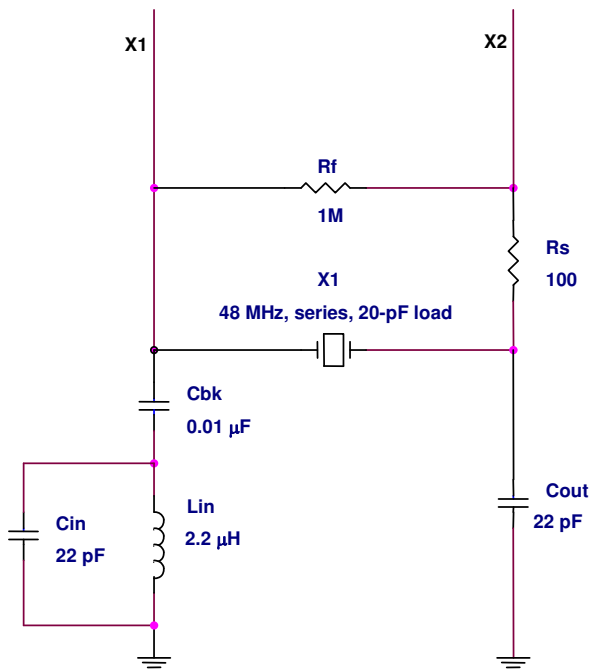 X1
X2
Rf
1M
Rs
100
X1
48 MHz, series, 20-pF load
Cbk
0.01 μF
Cin
22 pF
Lin
2.2 μH
Cout
22 pF